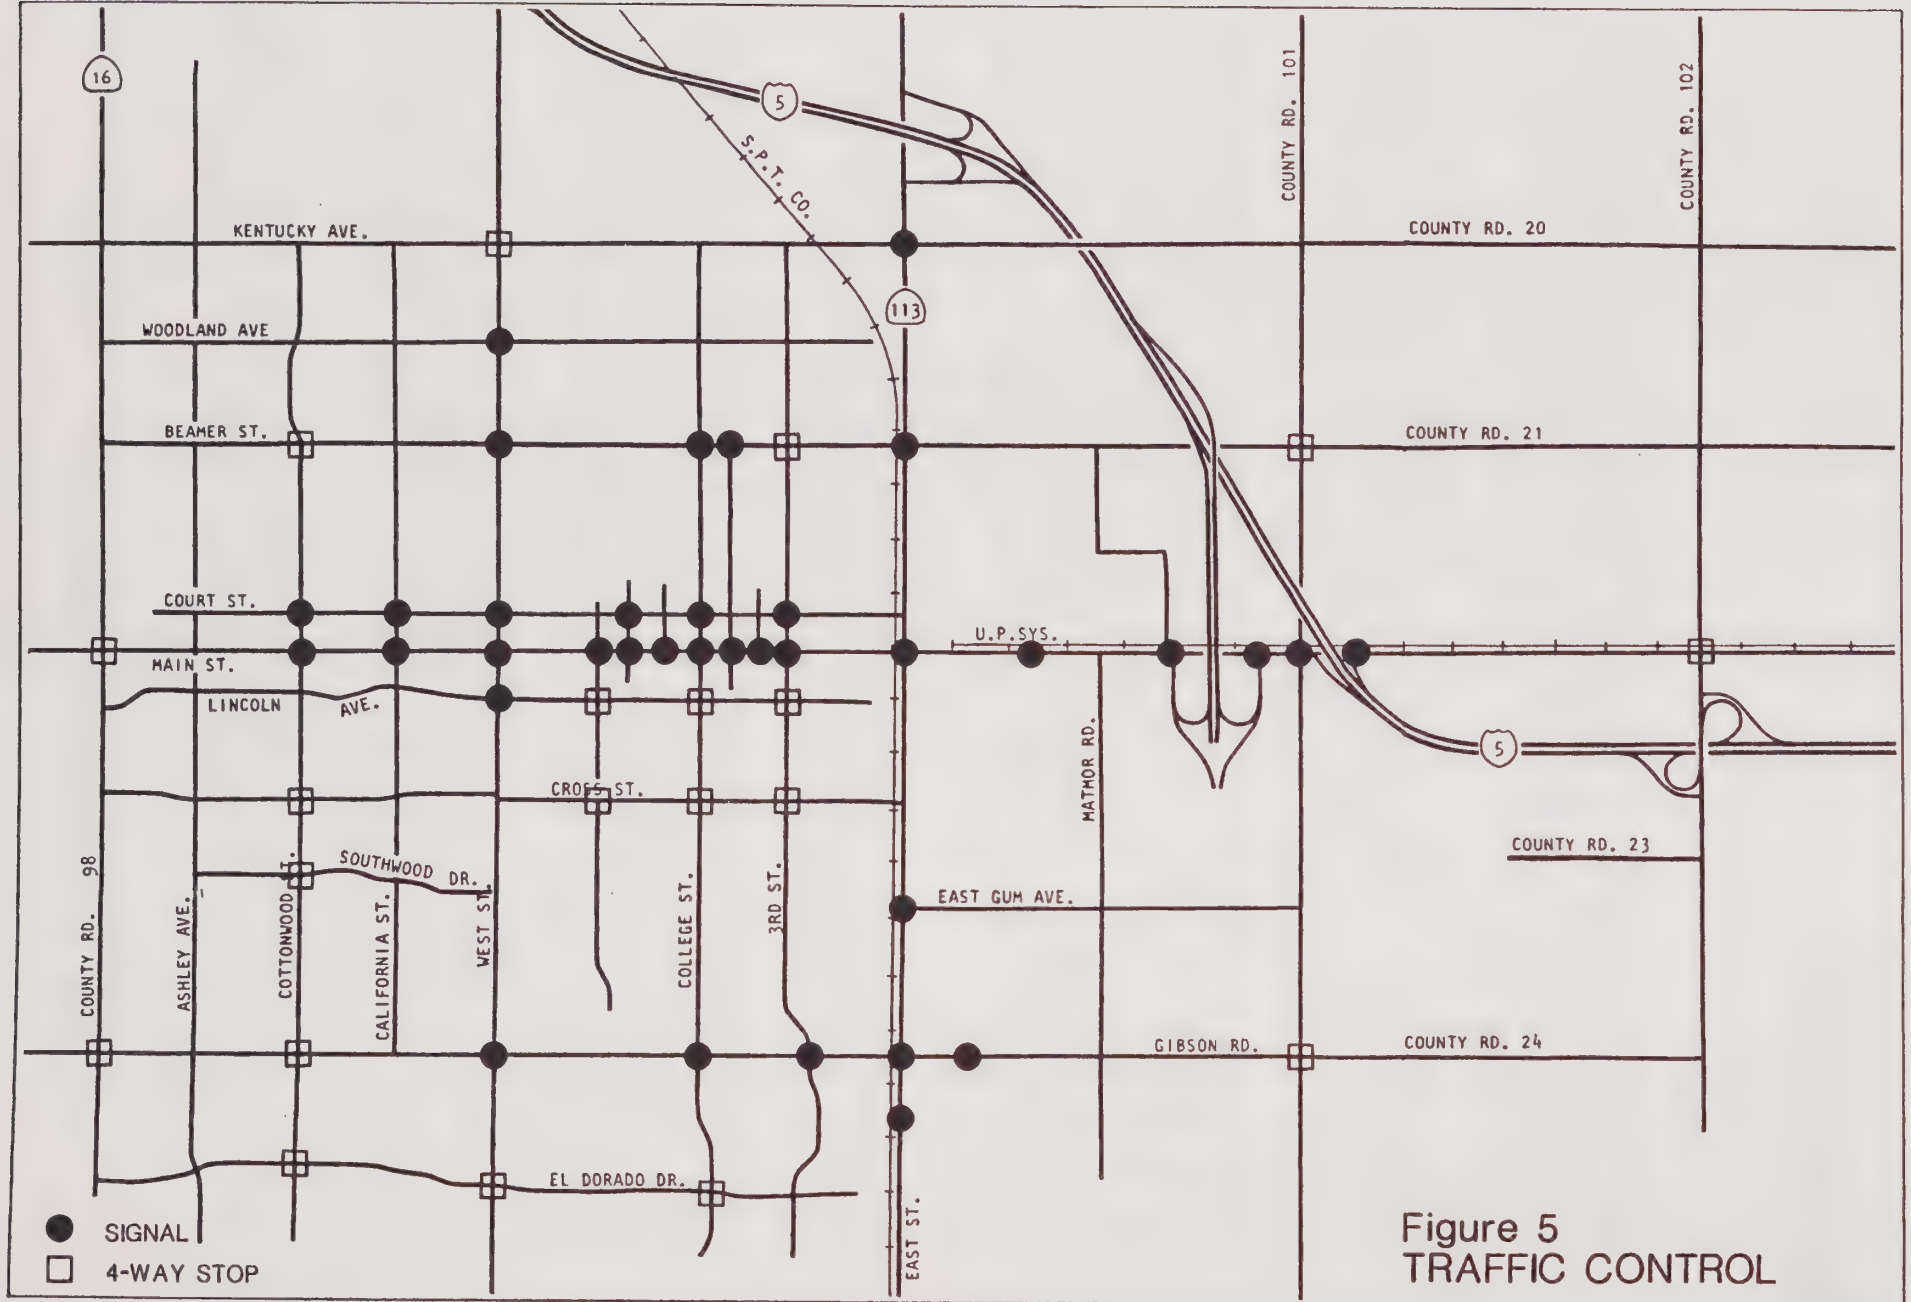 16
5
S.P.T. CO.
COUNTY RD. 101
COUNTY RD. 102
KENTUCKY AVE.
COUNTY RD. 20
113
WOODLAND AVE
BEAMER ST.
COUNTY RD. 21
COURT ST.
U.P.SYS.
MAIN ST.
LINCOLN AVE.
MATMOR RD.
5
CROSS ST.
COUNTY RD. 23
SOUTHWOOD DR.
EAST GUM AVE.
COUNTY RD. 98
ASHLEY AVE.
COTTONWOOD
CALIFORNIA ST.
WEST ST.
COLLEGE ST.
3RD ST.
GIBSON RD.
COUNTY RD. 24
EL DORADO DR.
EAST ST.
SIGNAL
4-WAY STOP
Figure 5
TRAFFIC CONTROL